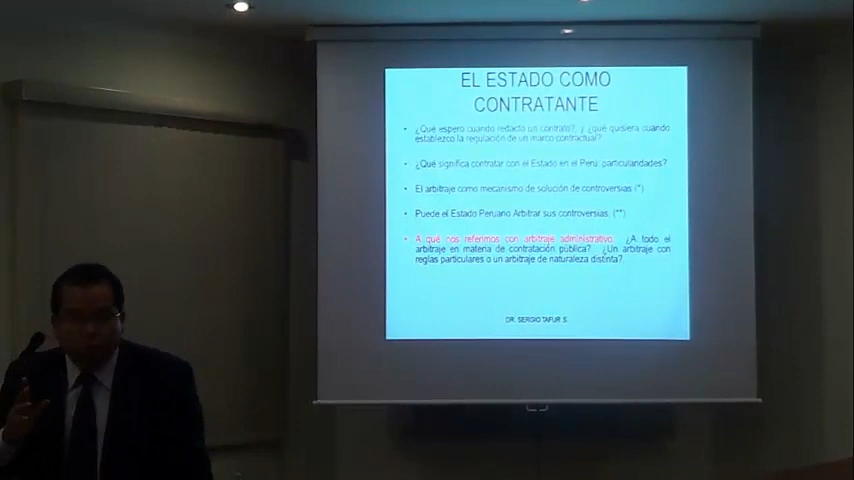 EL ESTADO COMO
CONTRATANTE
• ¿Qué espero cuando redacto un contrato?, y ¿qué quisiera cuando
establezco la regulación de un marco contractual?
• ¿Qué significa contratar con el Estado en el Perú: particularidades?
• El arbitraje como mecanismo de solución de controversias (*)
• Puede el Estado Peruano Arbitrar sus controversias. (**)
• A qué nos referimos con arbitraje administrativo. ¿A todo el
arbitraje en materia de contratación pública? ¿Un arbitraje con
reglas particulares o un arbitraje de naturaleza distinta?
DR. SERGIO TAFUR S.